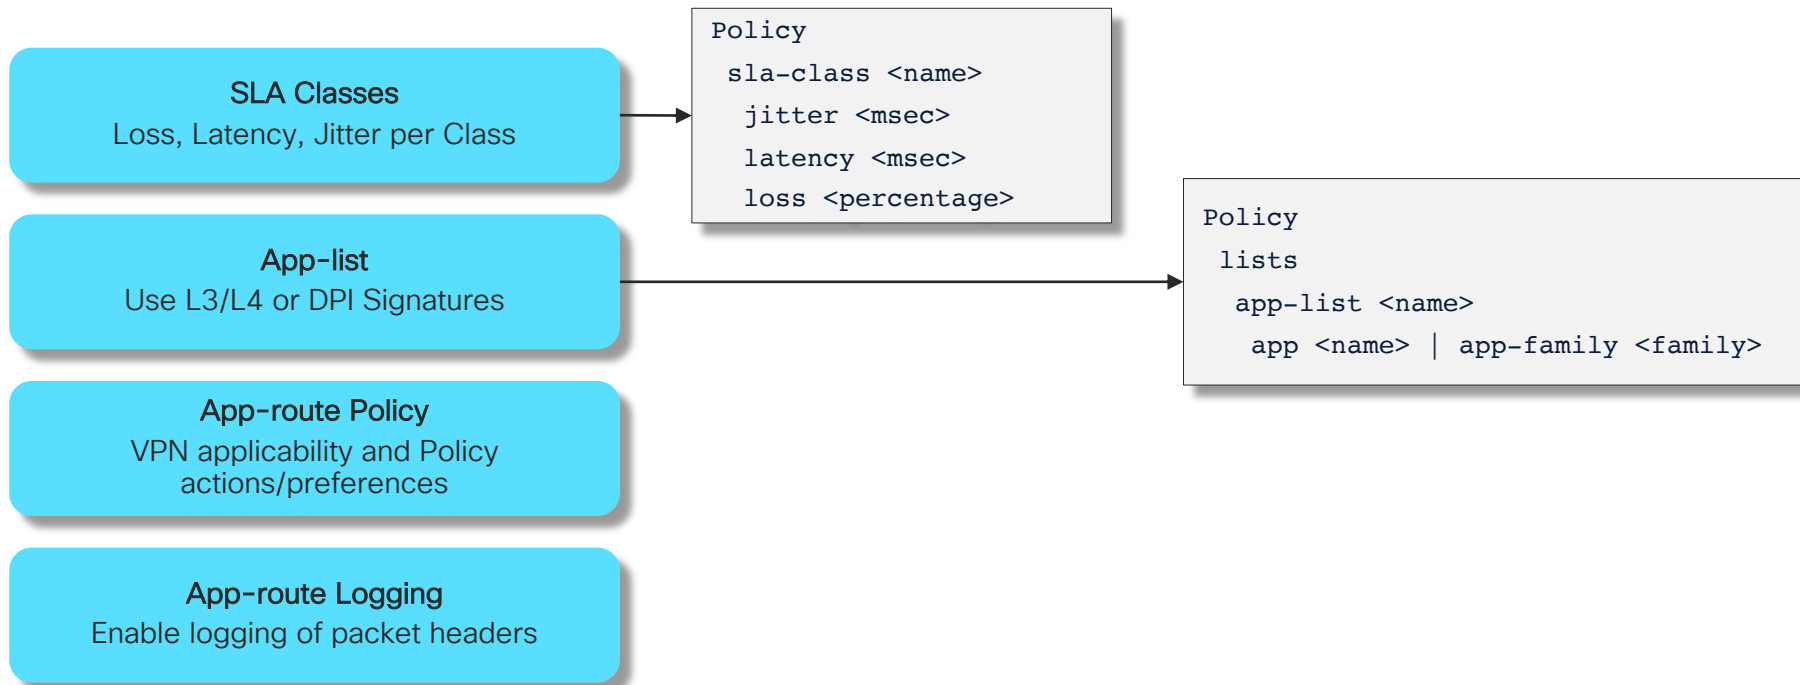 SLA Classes
Loss, Latency, Jitter per Class
Policy
sla-class <name>
jitter <msec>
latency <msec>
loss <percentage>
App-list
Use L3/L4 or DPI Signatures
Policy
lists
app-list <name>
app <name> | app-family <family>
App-route Policy
VPN applicability and Policy
actions/preferences
App-route Logging
Enable logging of packet headers